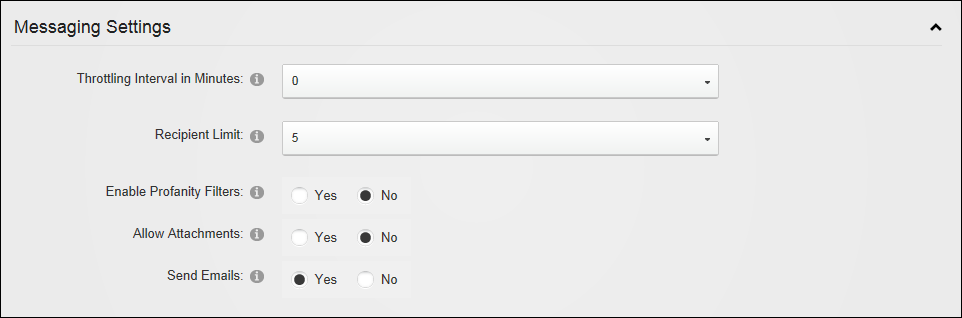 Messaging Settings
Throttling Interval in Minutes: 0
Recipient Limit: 5
Enable Profanity Filters: Yes No
Allow Attachments: Yes No
Send Emails: Yes No